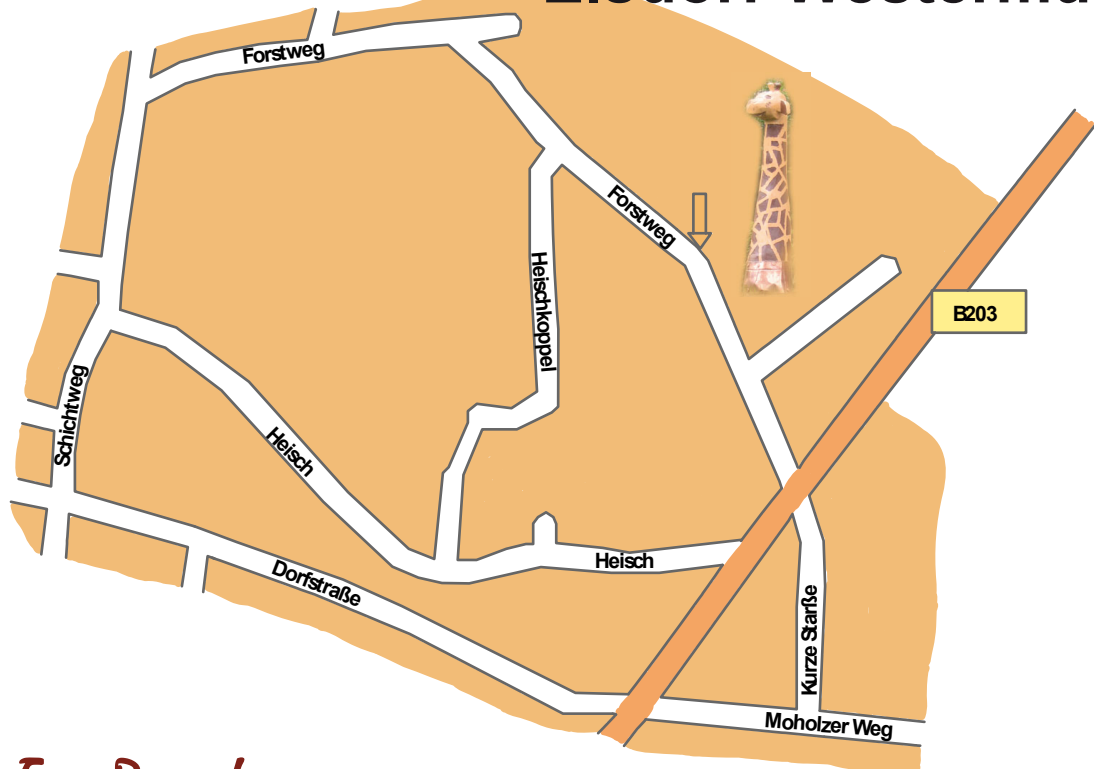 Forstweg
Forstweg
Heischkoppel
B203
Schichtweg
Heisch
Heisch
Dorfstraße
Kurze Starße
Moholzer Weg